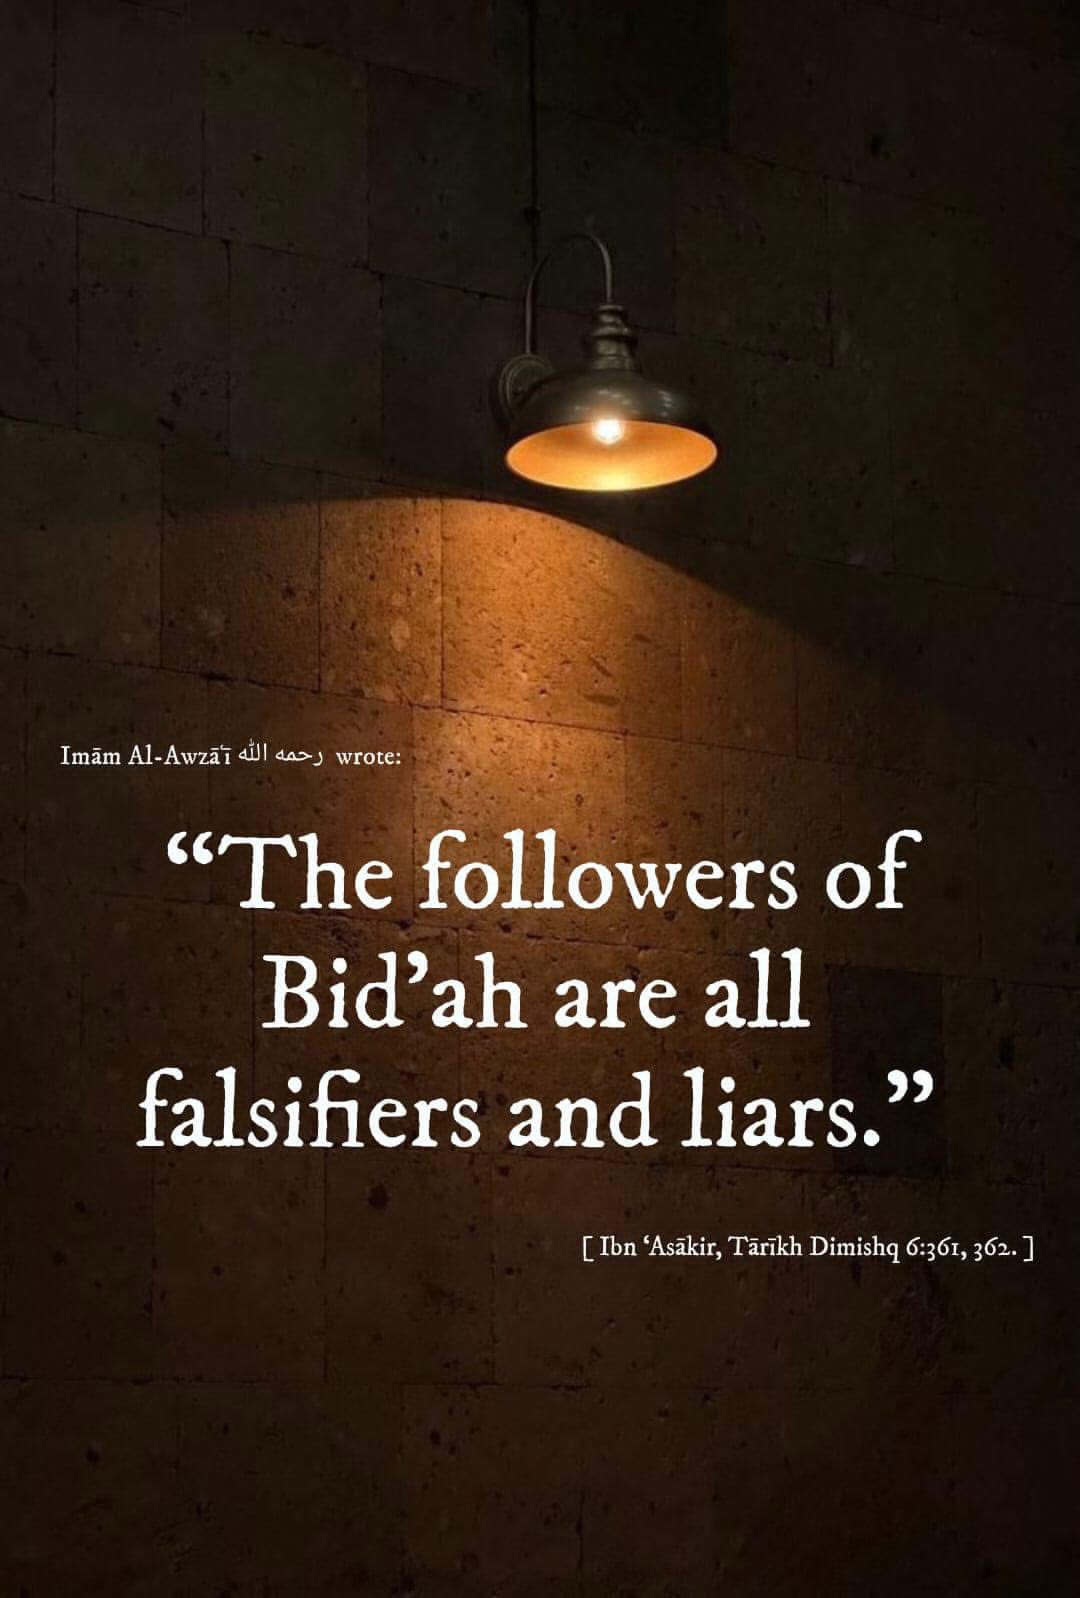 Imām Al-Awzāʿī رحمه الله wrote:
“The followers of
Bid’ah are all
falsifiers and liars.”
[ Ibn ‘Asākir, Tārīkh Dimishq 6:361, 362. ]